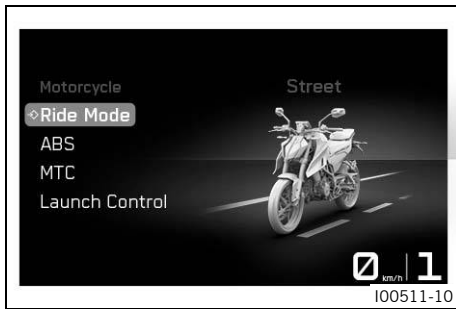 Motorcycle
Street
Ride Mode
ABS
MTC
Launch Control
0 km/h 1
I00511-10